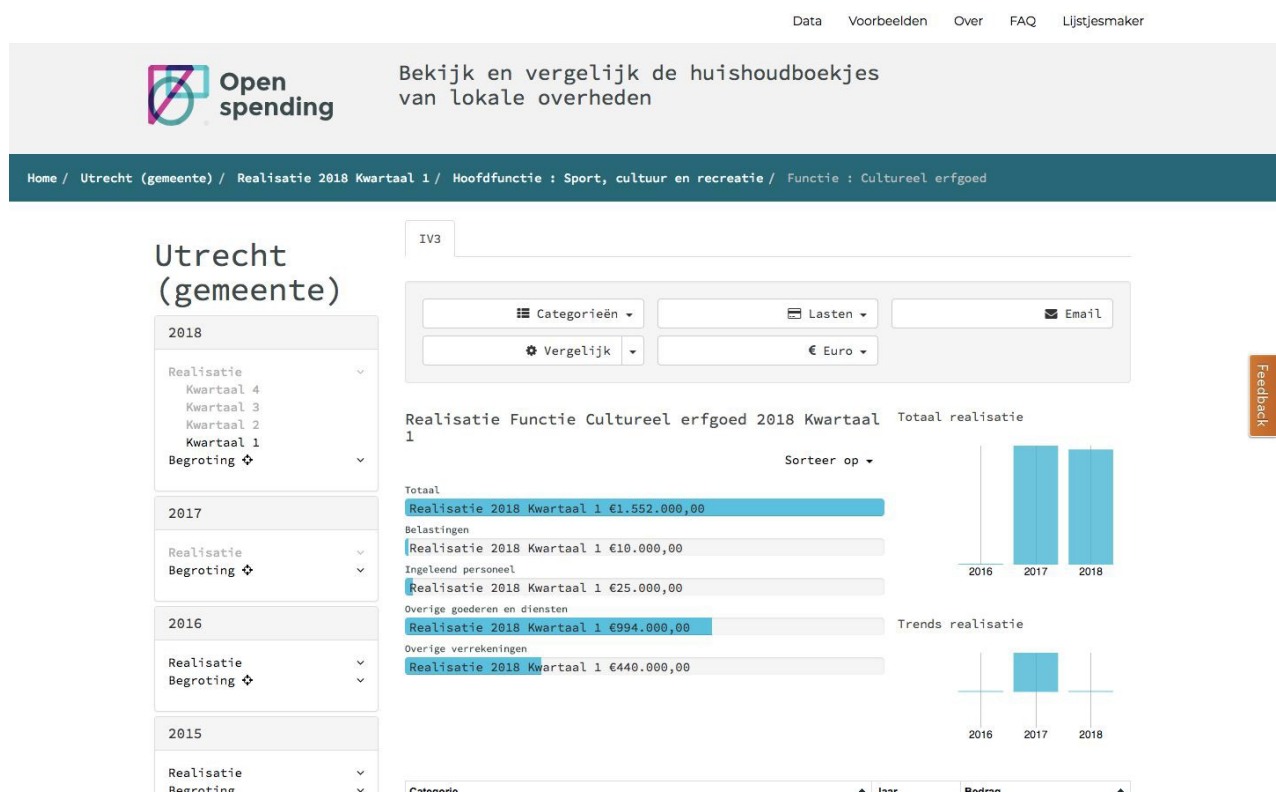 Data Voorbeelden Over FAQ Lijstjesmaker
Open
spending
Bekijk en vergelijk de huishoudboekjes
van lokale overheden
Home / Utrecht (gemeente) / Realisatie 2018 Kwartaal 1 / Hoofdfunctie : Sport, cultuur en recreatie / Functie : Cultureel erfgoed
Utrecht
(gemeente)
2018
Realisatie
Kwartaal 4
Kwartaal 3
Kwartaal 2
Kwartaal 1
Begroting
2017
Realisatie
Begroting
2016
Realisatie
Begroting
2015
Realisatie
Begroting
IV3
Categorieën Lasten Email
Vergelijk € Euro
Realisatie Functie Cultureel erfgoed 2018 Kwartaal
1
Sorteer op
Totaal
Realisatie 2018 Kwartaal 1 €1.552.000,00
Belastingen
Realisatie 2018 Kwartaal 1 €10.000,00
Ingeleend personeel
Realisatie 2018 Kwartaal 1 €25.000,00
Overige goederen en diensten
Realisatie 2018 Kwartaal 1 €994.000,00
Overige verrekeningen
Realisatie 2018 Kwartaal 1 €440.000,00
Totaal realisatie
2016 2017 2018
Trends realisatie
2016 2017 2018
Categorie Jaar Bedrag
Feedback